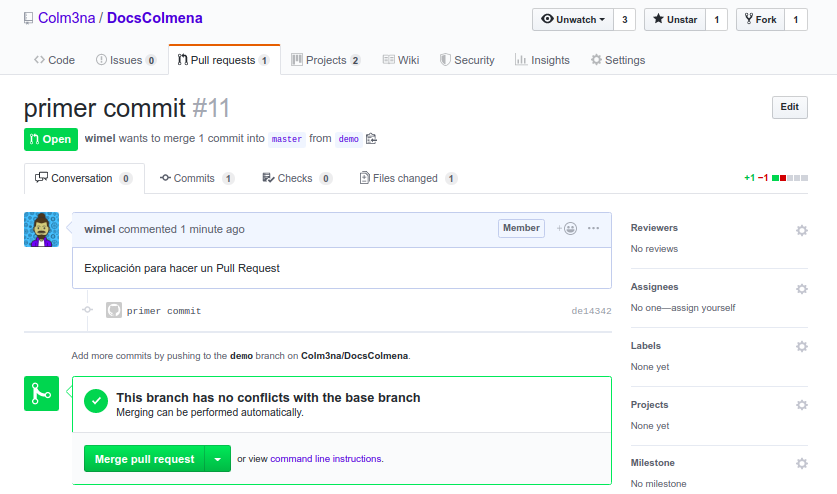 Colm3na / DocsColmena
Unwatch 3 Unstar 1 Fork 1
Code Issues 0 Pull requests 1 Projects 2 Wiki Security Insights Settings
primer commit #11
Edit
Open wimel wants to merge 1 commit into master from demo
Conversation 0 Commits 1 Checks 0 Files changed 1 +1 −1
wimel commented 1 minute ago Member
Explicación para hacer un Pull Request
primer commit de14342
Add more commits by pushing to the demo branch on Colm3na/DocsColmena.
This branch has no conflicts with the base branch
Merging can be performed automatically.
Merge pull request or view command line instructions.
Reviewers
No reviews
Assignees
No one—assign yourself
Labels
None yet
Projects
None yet
Milestone
No milestone